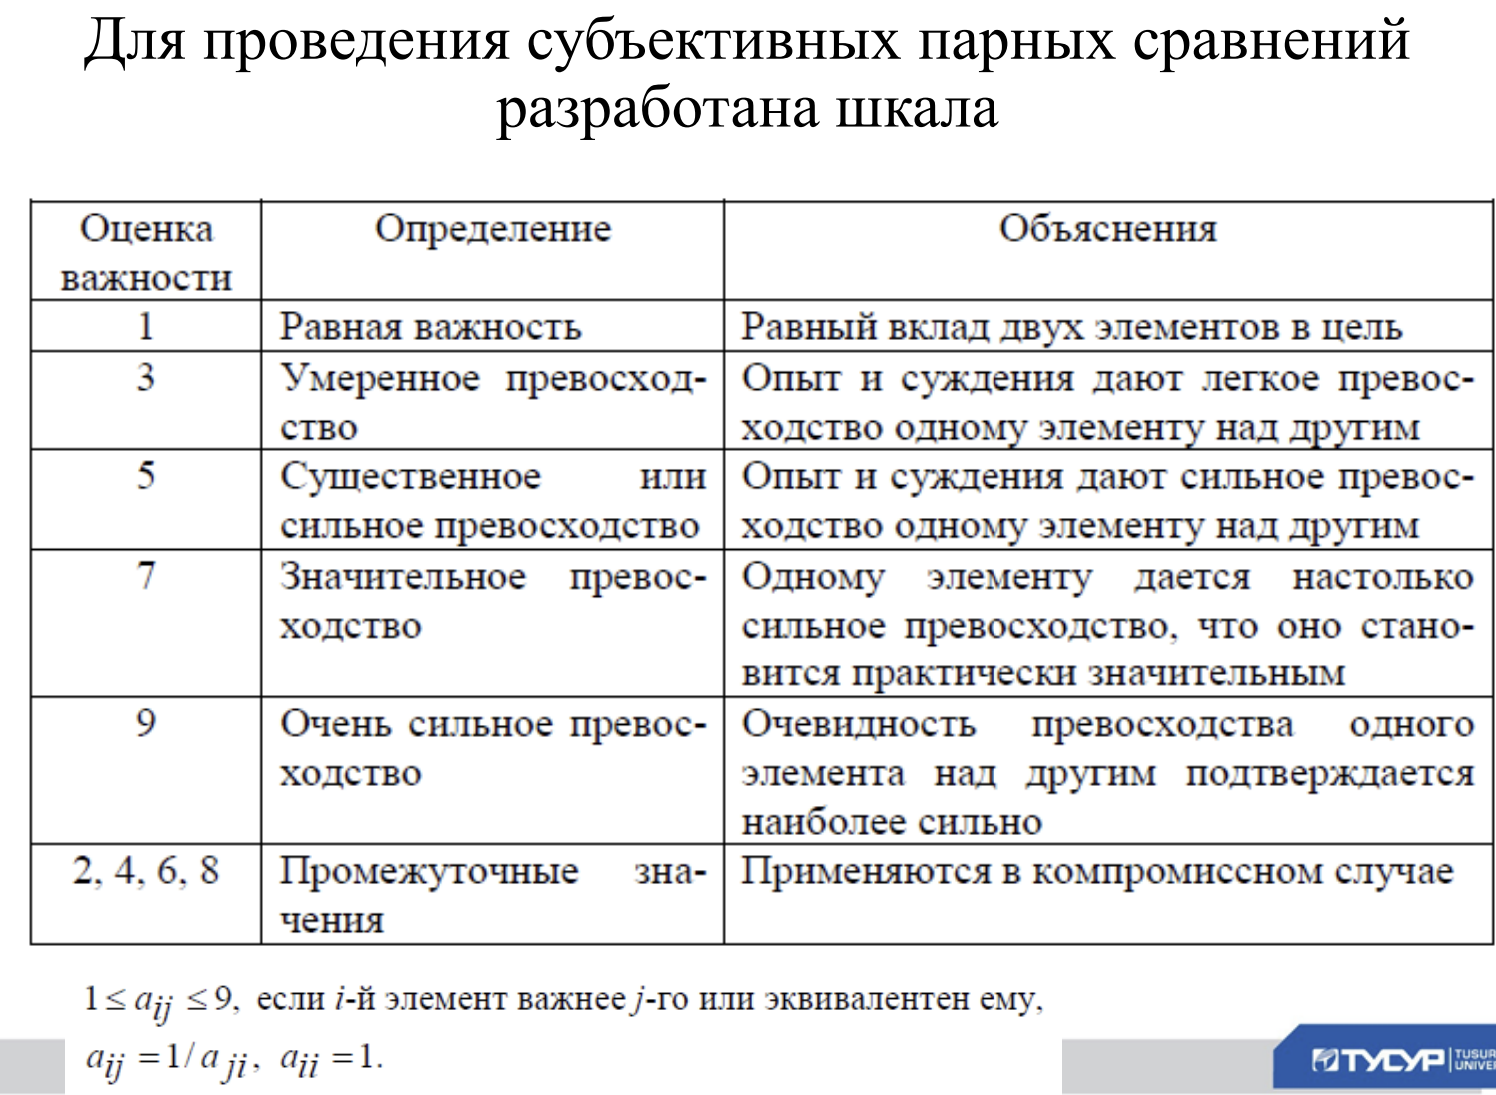 Для проведения субъективных парных сравнений
разработана шкала
Оценка
важности
Определение
Объяснения
1
Равная важность
Равный вклад двух элементов в цель
3
Умеренное превосход-
ство
Опыт и суждения дают легкое превос-
ходство одному элементу над другим
5
Существенное или
сильное превосходство
Опыт и суждения дают сильное превос-
ходство одному элементу над другим
7
Значительное превос-
ходство
Одному элементу дается настолько
сильное превосходство, что оно стано-
вится практически значительным
9
Очень сильное превос-
ходство
Очевидность превосходства одного
элемента над другим подтверждается
наиболее сильно
2, 4, 6, 8
Промежуточные зна-
чения
Применяются в компромиссном случае
1 ≤ aij ≤ 9, если i-й элемент важнее j-го или эквивалентен ему,
aij = 1/ aji, aii = 1.
ТУСУР
TUSUR
UNIVE